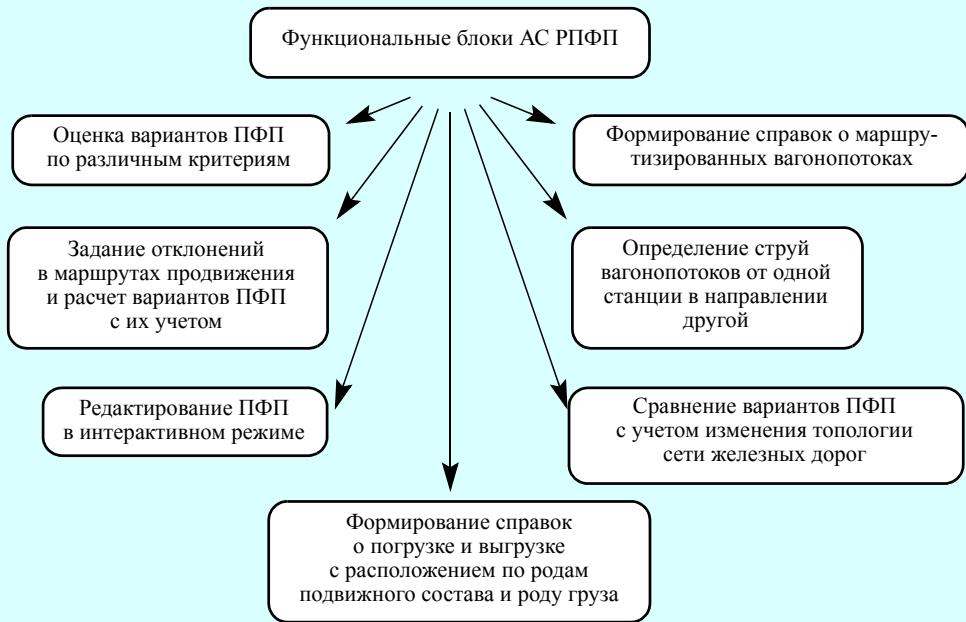 Функциональные блоки АС РПФП
Оценка вариантов ПФП
по различным критериям
Формирование справок о маршру-
тизированных вагонопотоках
Задание отклонений
в маршрутах продвижения
и расчет вариантов ПФП
с их учетом
Определение струй
вагонопотоков от одной
станции в направлении
другой
Редактирование ПФП
в интерактивном режиме
Сравнение вариантов ПФП
с учетом изменения топологии
сети железных дорог
Формирование справок
о погрузке и выгрузке
с расположением по родам
подвижного состава и роду груза